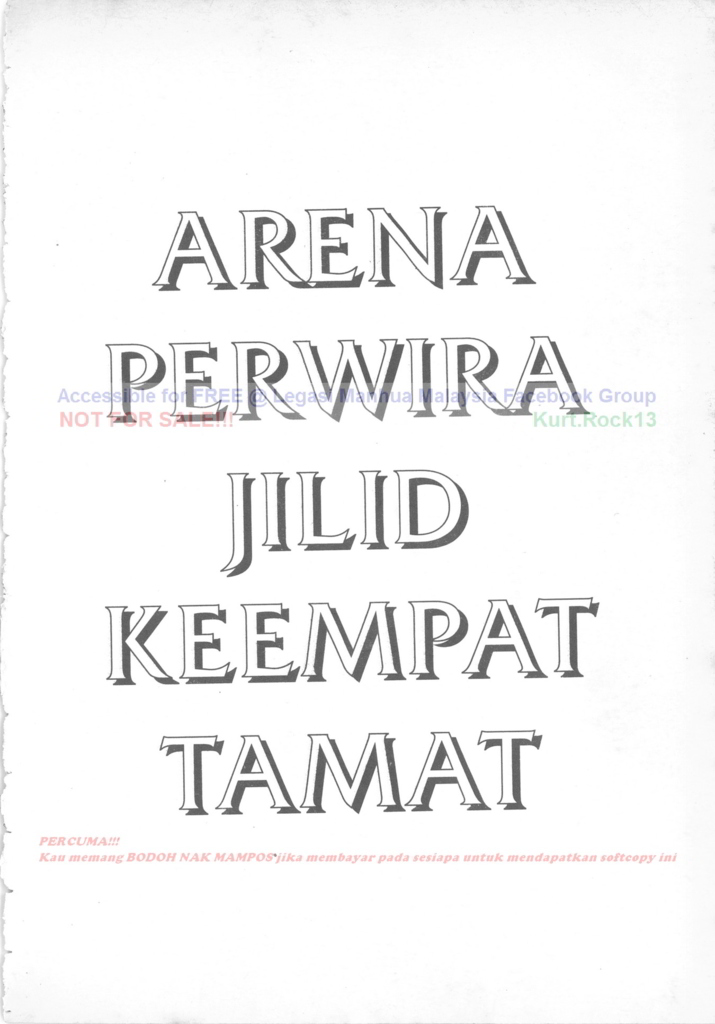 ARENA
PERWIRA
Accessible for FREE @ Legasi Manhua Malaysia Facebook Group
NOT FOR SALE!!! Kurt.Rock13
JILID
KEEMPAT
TAMAT
PERCUMA!!!
Kau memang BODOH NAK MAMPOS jika membayar pada sesiapa untuk mendapatkan softcopy ini